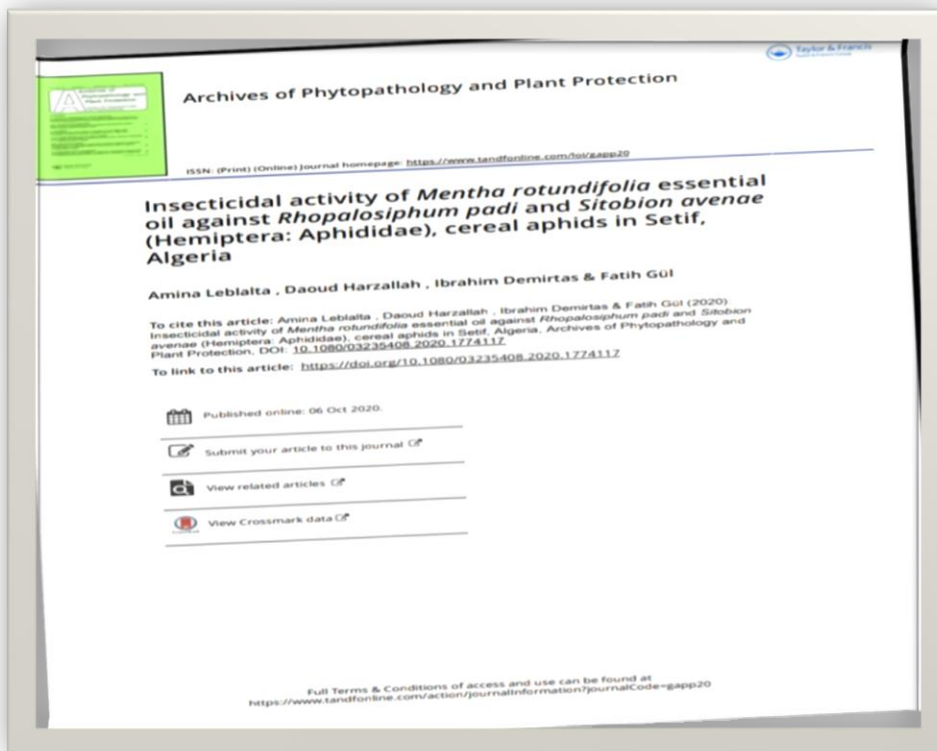 Taylor & Francis
Archives of Phytopathology and Plant Protection
ISSN: (Print) (Online) Journal homepage: https://www.tandfonline.com/loi/gapp20
Insecticidal activity of Mentha rotundifolia essential
oil against Rhopalosiphum padi and Sitobion avenae
(Hemiptera: Aphididae), cereal aphids in Setif,
Algeria
Amina Leblalta , Daoud Harzallah , Ibrahim Demirtas & Fatih Gül
To cite this article: Amina Leblalta , Daoud Harzallah , Ibrahim Demirtas & Fatih Gül (2020)
Insecticidal activity of Mentha rotundifolia essential oil against Rhopalosiphum padi and Sitobion
avenae (Hemiptera: Aphididae), cereal aphids in Setif, Algeria, Archives of Phytopathology and
Plant Protection, DOI: 10.1080/03235408.2020.1774117
To link to this article: https://doi.org/10.1080/03235408.2020.1774117
Published online: 06 Oct 2020.
Submit your article to this journal
View related articles
View Crossmark data
Full Terms & Conditions of access and use can be found at
https://www.tandfonline.com/action/journalInformation?journalCode=gapp20